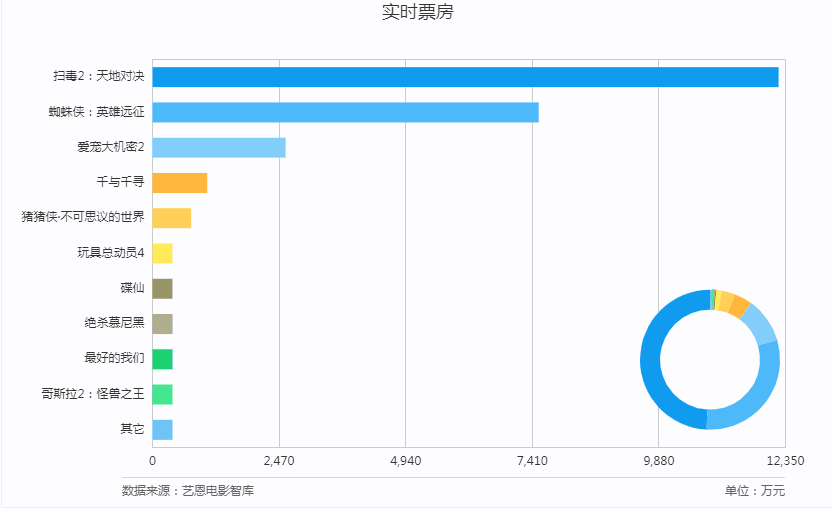 实时票房
扫毒2：天地对决
蜘蛛侠：英雄远征
爱宠大机密2
千与千寻
猪猪侠·不可思议的世界
玩具总动员4
碟仙
绝杀慕尼黑
最好的我们
哥斯拉2：怪兽之王
其它
0 2,470 4,940 7,410 9,880 12,350
数据来源：艺恩电影智库 单位：万元